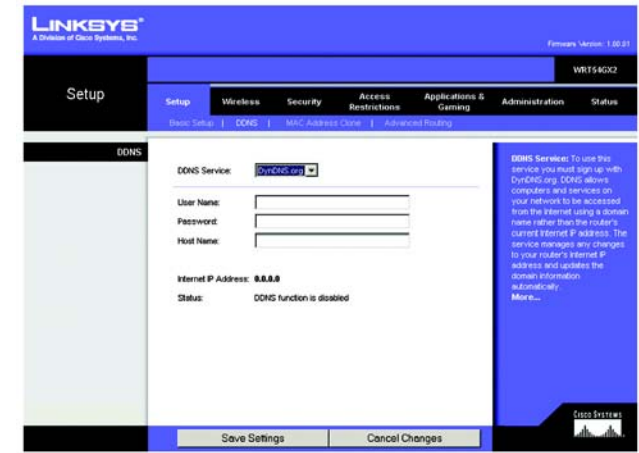 LINKSYS®
A Division of Cisco Systems, Inc.
Firmware Version: 1.00.01
WRT54GX2
Setup
Setup Wireless Security Access Restrictions Applications & Gaming Administration Status
Basic Setup | DDNS | MAC Address Clone | Advanced Routing
DDNS
DDNS Service: DynDNS.org
User Name:
Password:
Host Name:
Internet IP Address: 0.0.0.0
Status: DDNS function is disabled
DDNS Service: To use this
service you must sign up with
DynDNS.org. DDNS allows
computers and services on
your network to be accessed
from the Internet using a domain
name rather than the router's
current Internet IP address. The
service manages any changes
to your router's Internet IP
address and updates the
domain information
automatically.
More...
CISCO SYSTEMS
Save Settings Cancel Changes